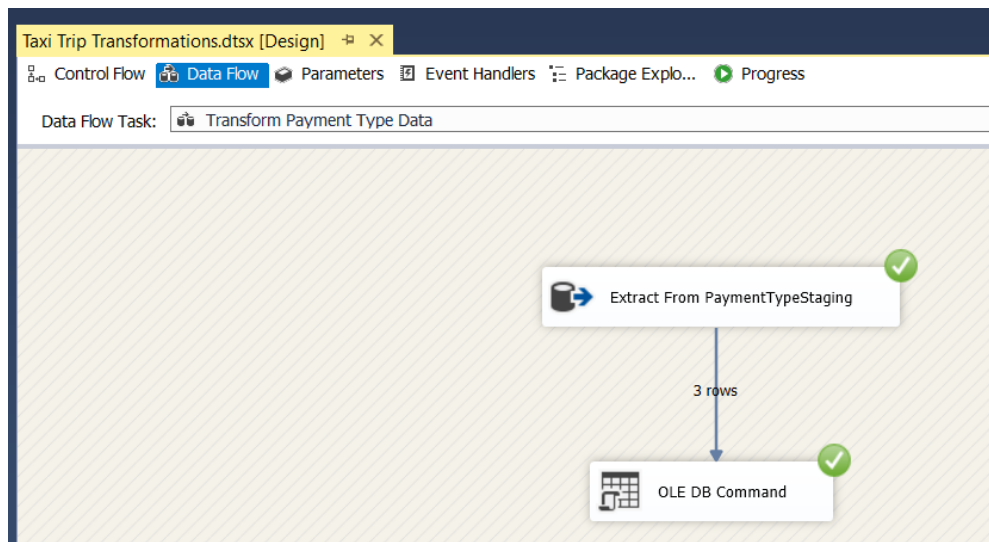 Taxi Trip Transformations.dtsx [Design]
Control Flow Data Flow Parameters Event Handlers Package Explo... Progress
Data Flow Task: Transform Payment Type Data
Extract From PaymentTypeStaging
3 rows
OLE DB Command